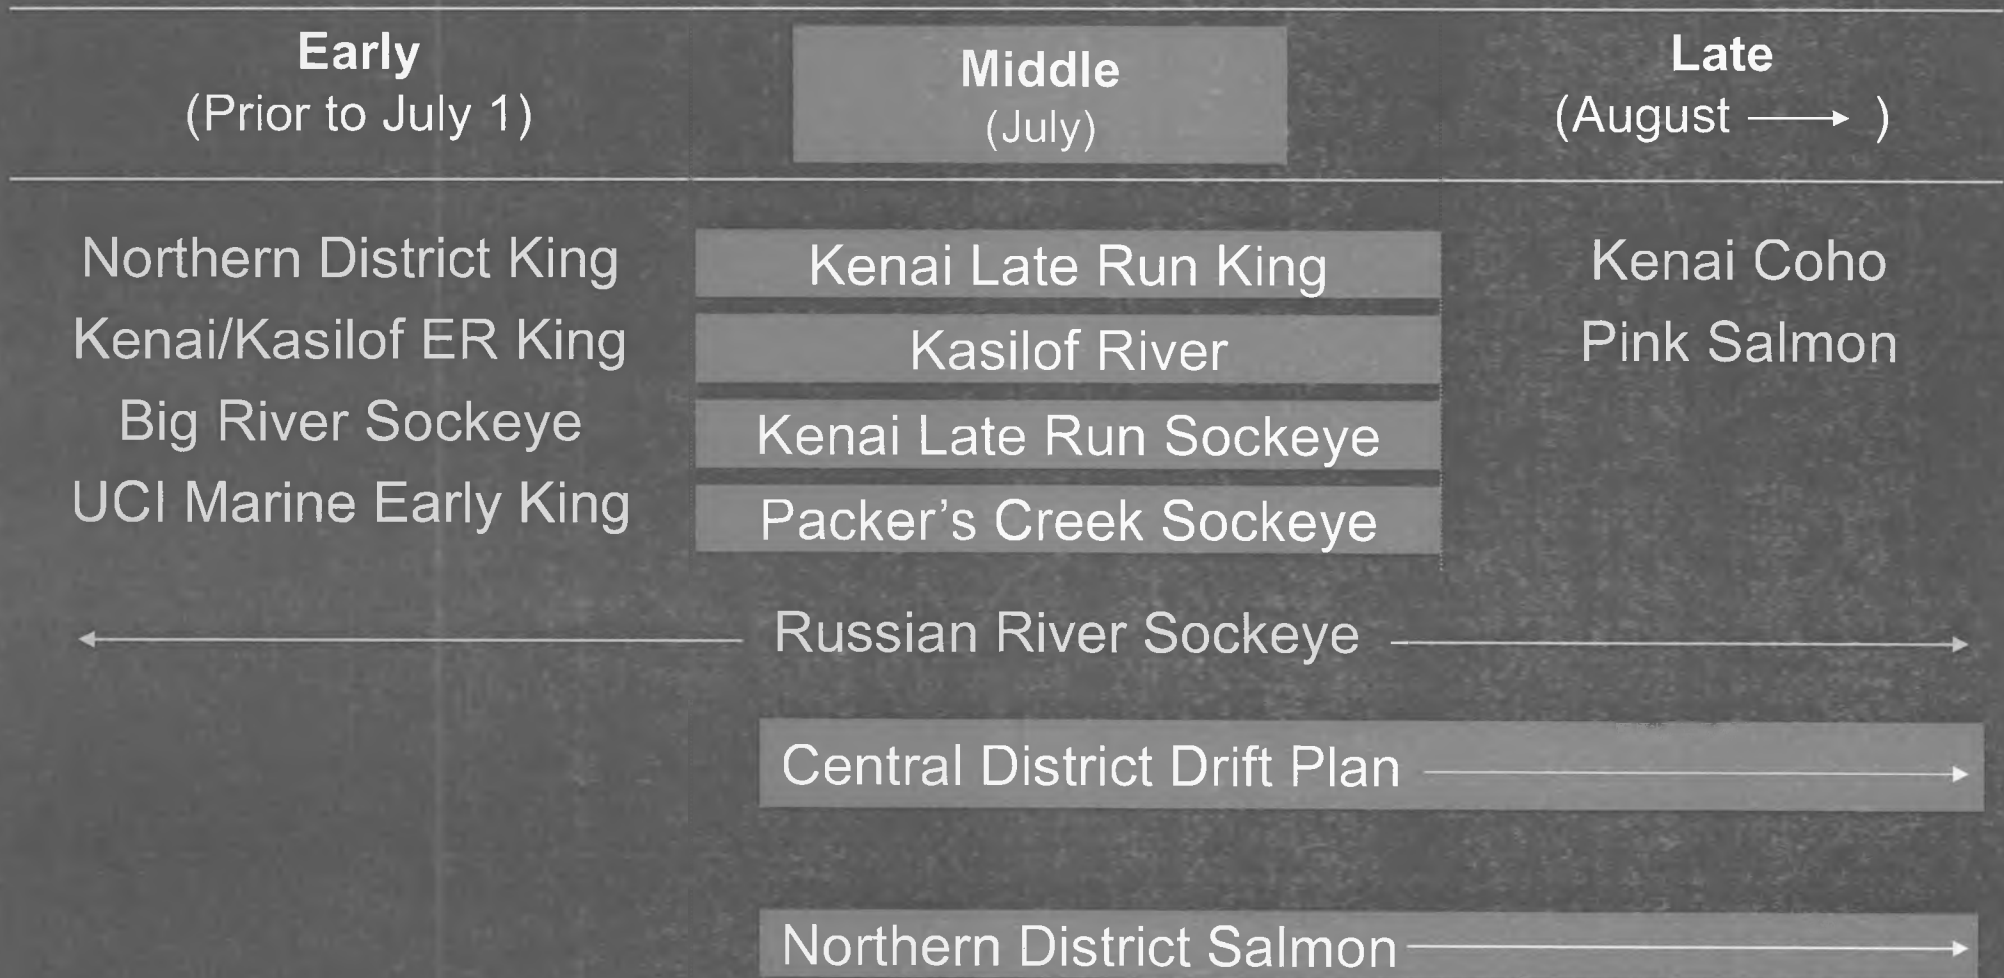 Early
(Prior to July 1)
Middle
(July)
Late
(August → )
Northern District King
Kenai Late Run King
Kenai Coho
Kenai/Kasilof ER King
Kasilof River
Pink Salmon
Big River Sockeye
Kenai Late Run Sockeye
UCI Marine Early King
Packer's Creek Sockeye
Russian River Sockeye
Central District Drift Plan
Northern District Salmon